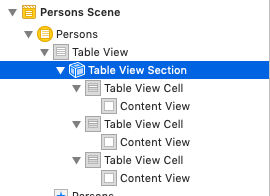 Persons Scene
Persons
Table View
Table View Section
Table View Cell
Content View
Table View Cell
Content View
Table View Cell
Content View
Persons